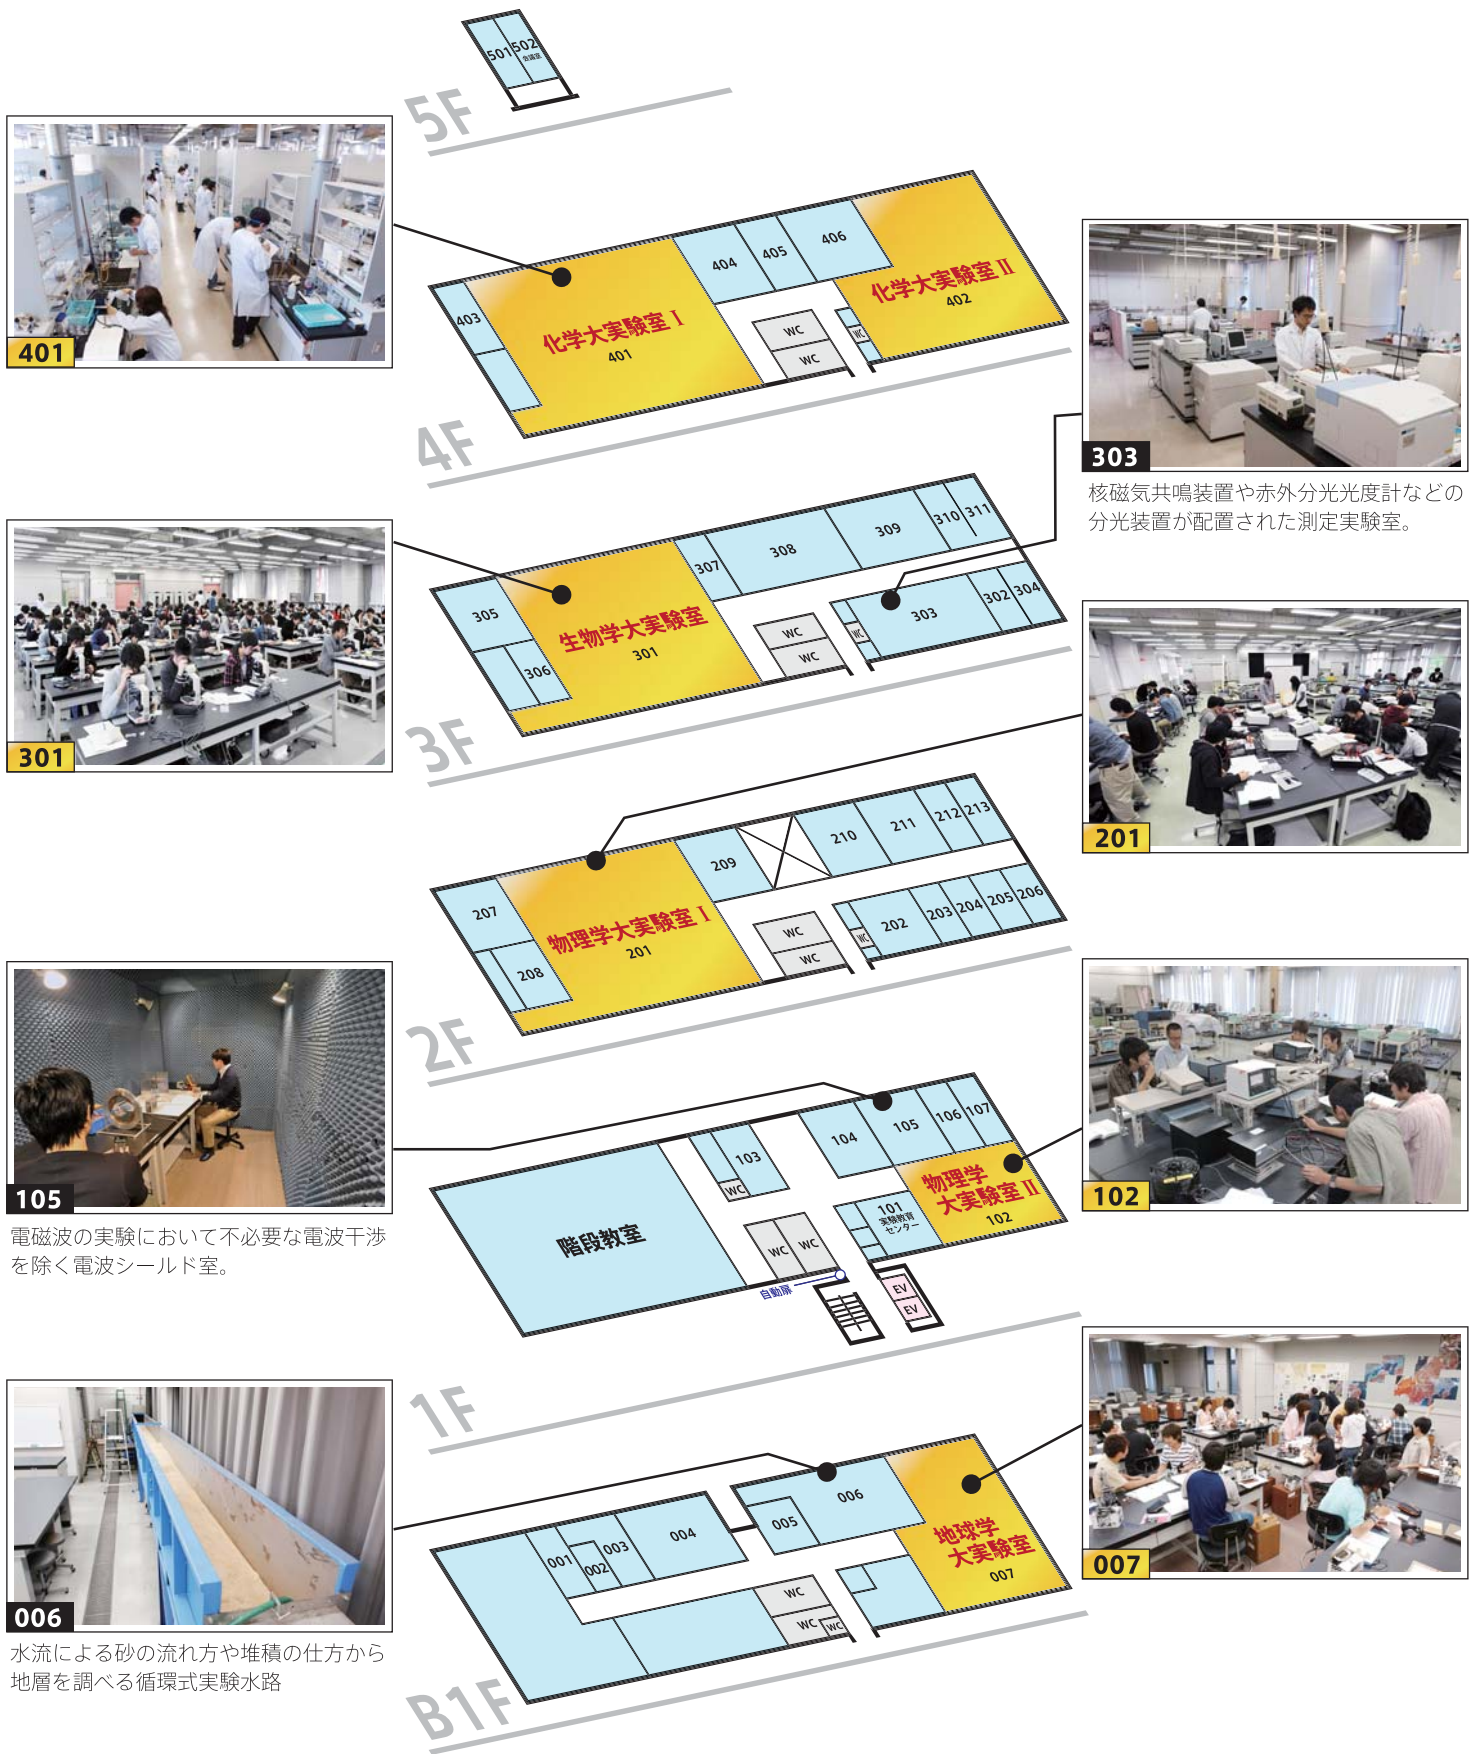 501
502
会議室
5F
401
403
化学大実験室 I
401
404
405
406
化学大実験室 II
402
WC
WC
WC
4F
303
核磁気共鳴装置や赤外分光光度計などの
分光装置が配置された測定実験室。
301
305
306
生物学大実験室
301
307
308
309
310
311
303
302
304
WC
WC
WC
3F
201
207
208
物理学大実験室 I
201
209
210
211
212
213
202
203
204
205
206
WC
WC
WC
2F
105
電磁波の実験において不必要な電波干渉
を除く電波シールド室。
102
階段教室
103
WC
104
105
106
107
物理学
大実験室 II
102
101
実験教育
センター
WC
WC
自動扉
EV
EV
1F
006
水流による砂の流れ方や堆積の仕方から
地層を調べる循環式実験水路
007
001
002
003
004
005
006
地球学
大実験室
007
WC
WC
WC
B1F